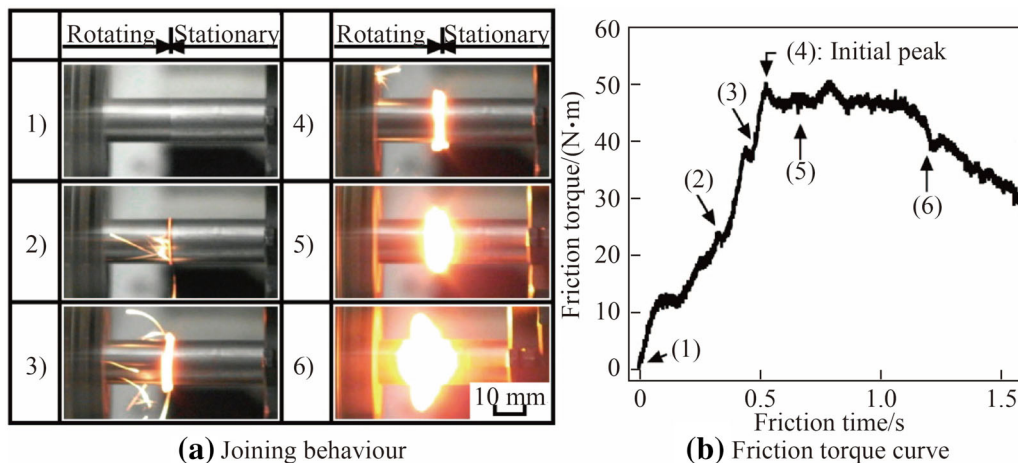 Rotating Stationary Rotating Stationary
1)
2)
3)
4)
5)
6)
10 mm
(a) Joining behaviour
60
50
40
30
20
10
0
Friction torque/(N·m)
(1)
(2)
(3)
(4): Initial peak
(5)
(6)
0 0.5 1.0 1.5
Friction time/s
(b) Friction torque curve